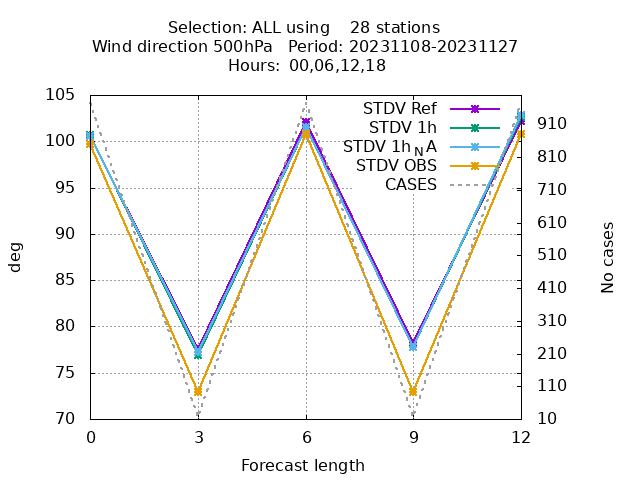 Selection: ALL using    28 stations
Wind direction 500hPa   Period: 20231108-20231127
Hours: 00,06,12,18
105
100
95
90
85
80
75
70
deg
STDV Ref
STDV 1h
STDV 1h_N A
STDV OBS
CASES
910
810
710
610
510
410
310
210
110
10
No cases
0 3 6 9 12
Forecast length